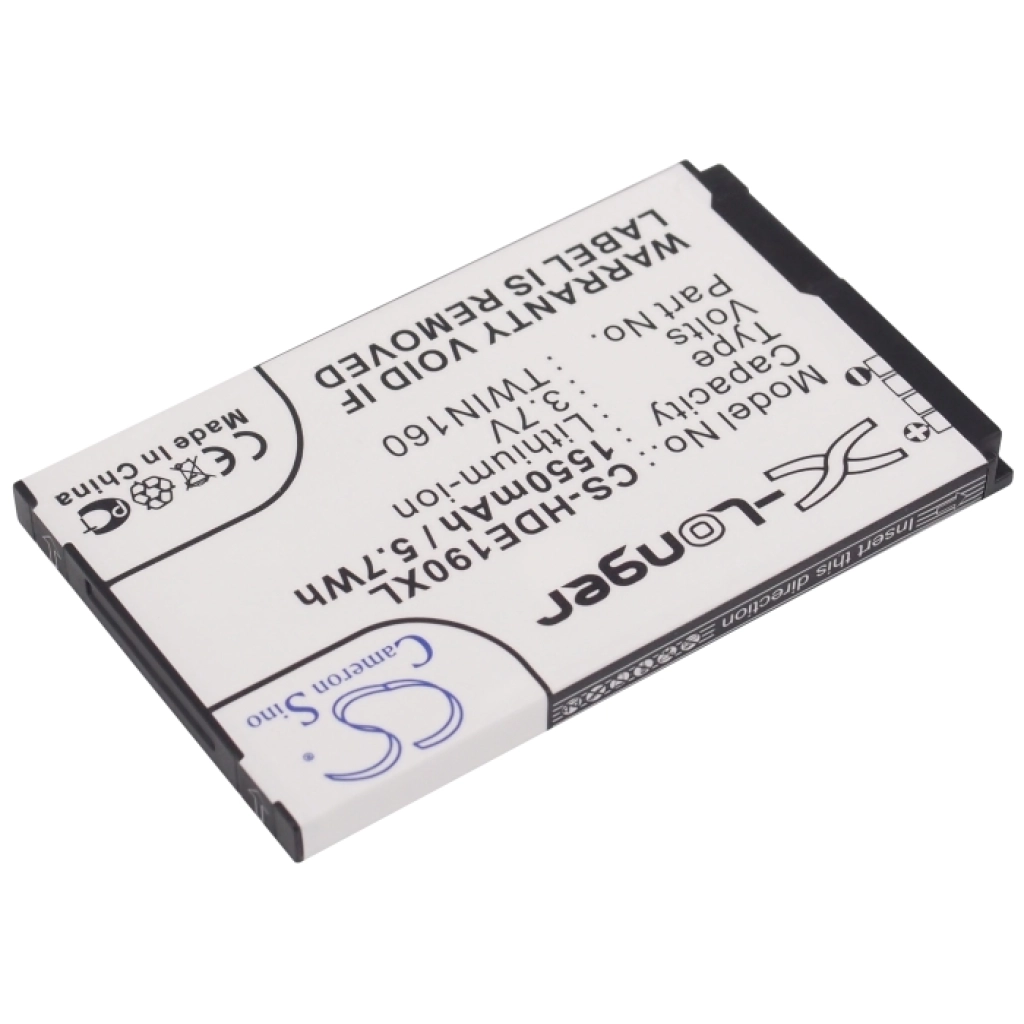 X-Longer
Model No. : CS-HDE190XL
Capacity : 1550mAh / 5.7Wh
Type : Lithium-ion
Volts : 3.7V
Part No. : TWIN160
WARRANTY VOID IF
LABEL IS REMOVED
Cameron Sino
CS ®
CE
Made in China
Insert this direction